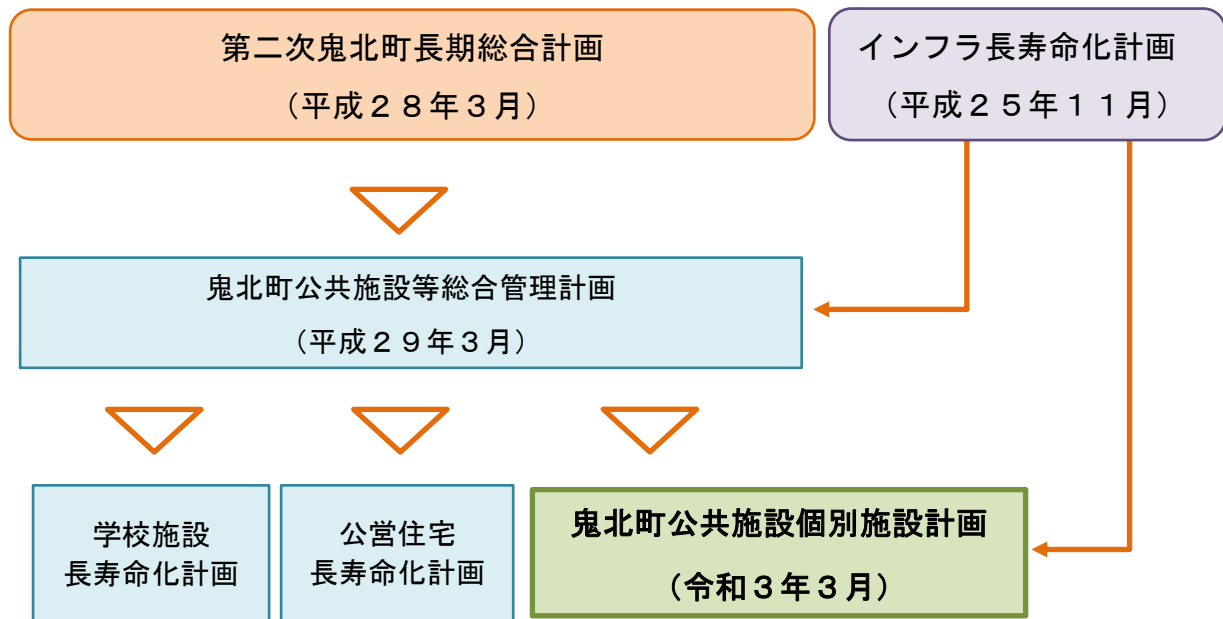 第二次鬼北町長期総合計画
（平成２８年３月）
インフラ長寿命化計画
（平成２５年１１月）
鬼北町公共施設等総合管理計画
（平成２９年３月）
学校施設
長寿命化計画
公営住宅
長寿命化計画
鬼北町公共施設個別施設計画
（令和３年３月）